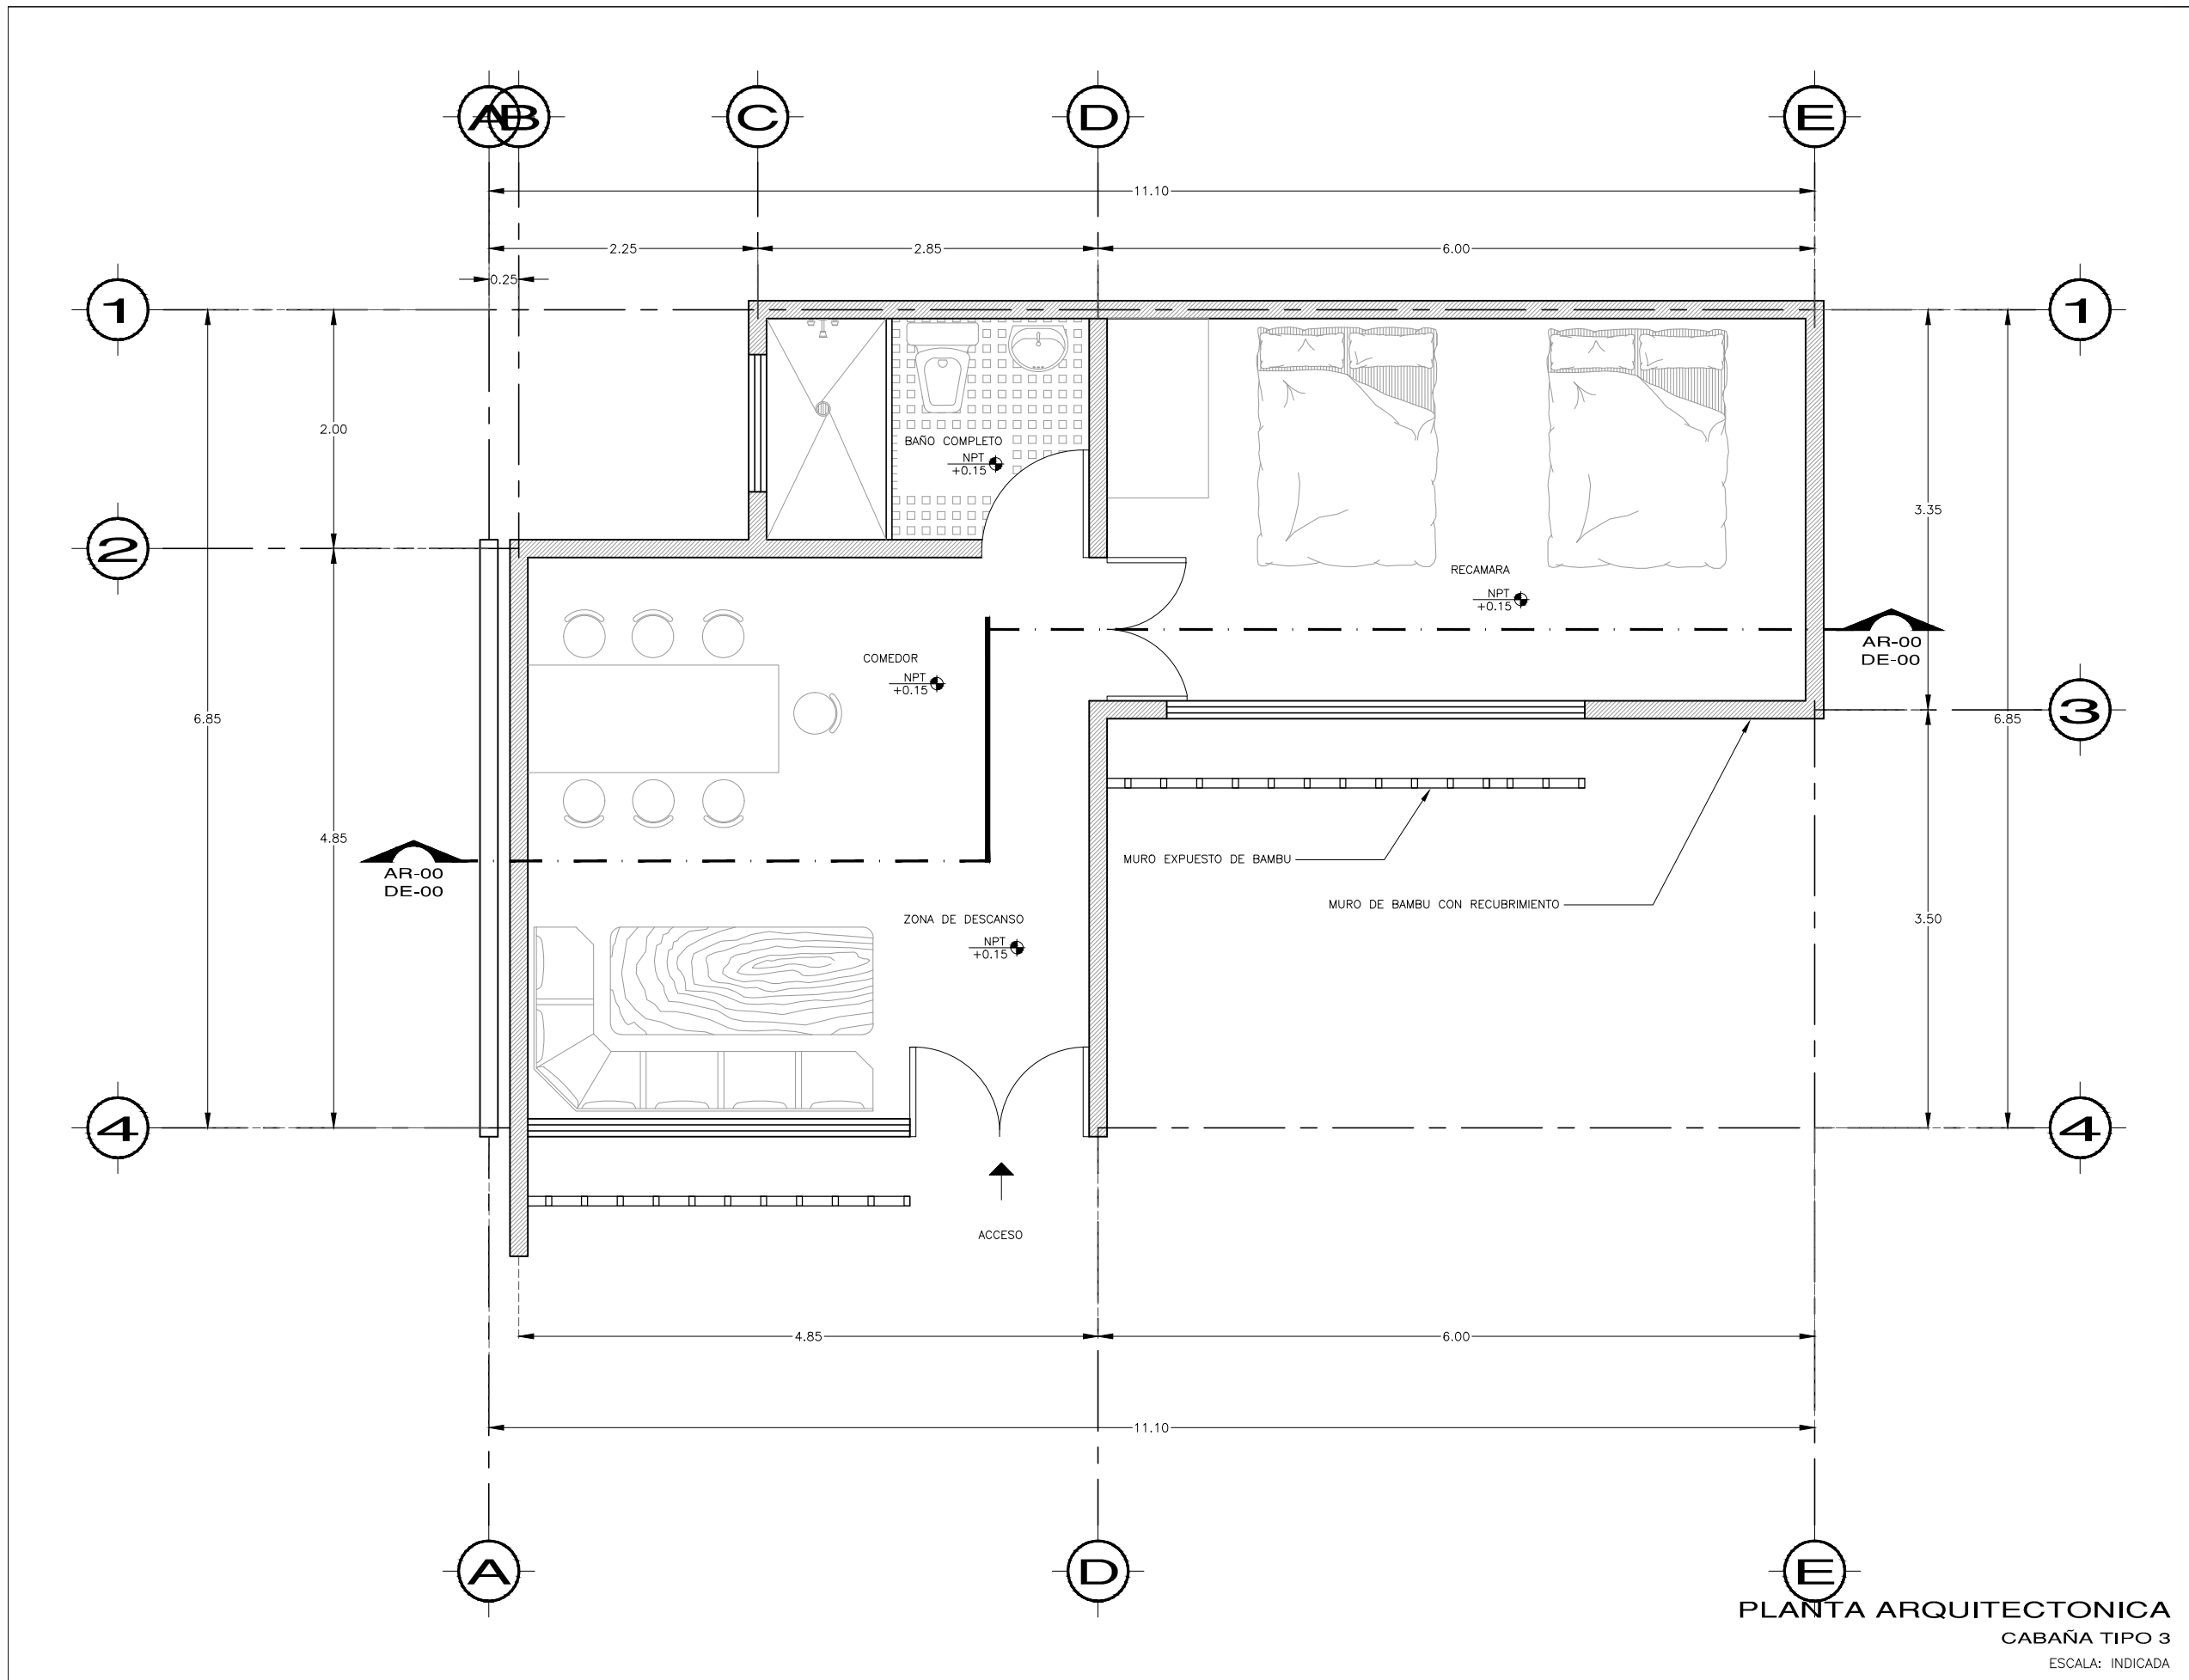 A
B
C
D
E
11.10
2.25
2.85
6.00
0.25
1
1
2.00
BAÑO COMPLETO
NPT
+0.15
3.35
2
RECAMARA
NPT
+0.15
AR-00
DE-00
COMEDOR
NPT
+0.15
6.85
3
6.85
4.85
AR-00
DE-00
MURO EXPUESTO DE BAMBU
MURO DE BAMBU CON RECUBRIMIENTO
ZONA DE DESCANSO
NPT
+0.15
3.50
4
4
ACCESO
4.85
6.00
11.10
A
D
E
PLANTA ARQUITECTONICA
CABAÑA TIPO 3
ESCALA: INDICADA